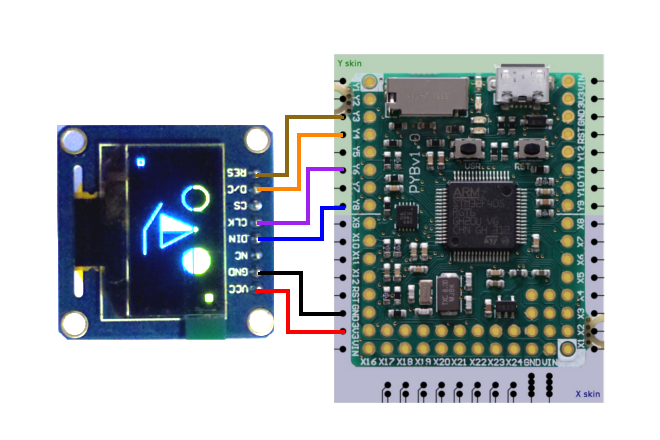 Y skin
RES
D/C
CS
CLK
DIN
NC
GND
VCC
Y1
Y2
Y3
Y4
Y5
Y6
Y7
Y8
X9
X10
X11
X12
RST
GND
3V3
VIN
PYBv1.0
USR
RST
ARM
VIN
3V3
GND
RST
Y12
Y11
Y10
Y9
X8
X7
X6
X5
X4
X3
X2
X1
X16 X17 X18 X19 X20 X21 X22 X23 X24 GND VIN
X skin